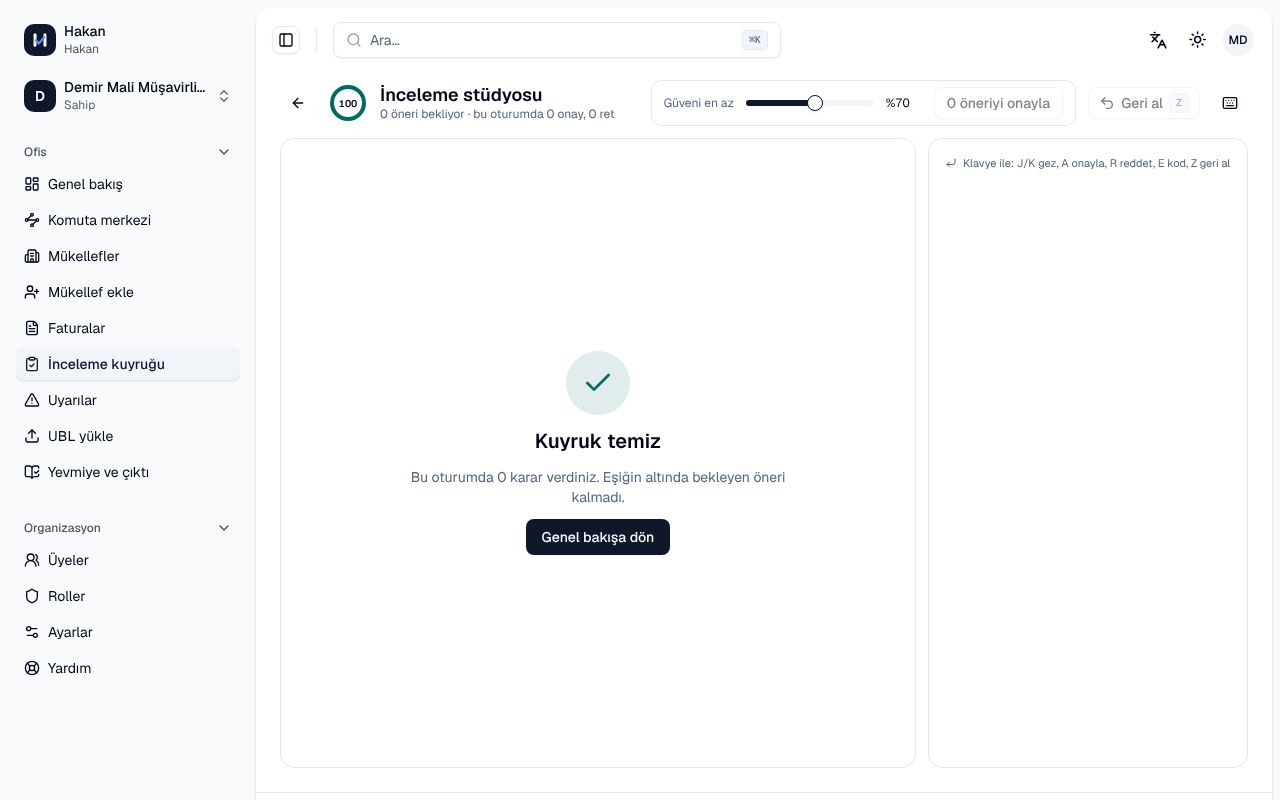 Hakan
Hakan
D
Demir Mali Müşavirli...
Sahip
Ofis
Genel bakış
Komuta merkezi
Mükellefler
Mükellef ekle
Faturalar
İnceleme kuyruğu
Uyarılar
UBL yükle
Yevmiye ve çıktı
Organizasyon
Üyeler
Roller
Ayarlar
Yardım
Ara...
⌘K
MD
100
İnceleme stüdyosu
0 öneri bekliyor · bu oturumda 0 onay, 0 ret
Güveni en az
%70
0 öneriyi onayla
Geri al
Z
Kuyruk temiz
Bu oturumda 0 karar verdiniz. Eşiğin altında bekleyen öneri
kalmadı.
Genel bakışa dön
Klavye ile: J/K gez, A onayla, R reddet, E kod, Z geri al